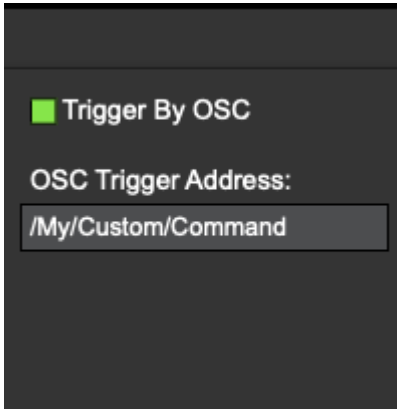 Trigger By OSC
OSC Trigger Address:
/My/Custom/Command